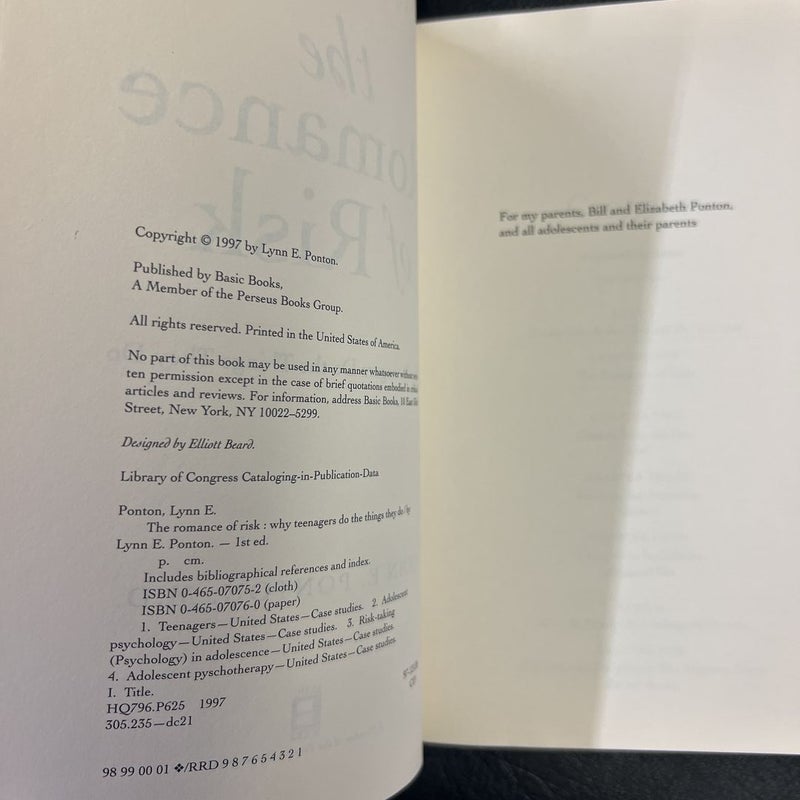 the
Romance
of Risk
Copyright © 1997 by Lynn E. Ponton.
Published by Basic Books,
A Member of the Perseus Books Group.
All rights reserved. Printed in the United States of America.
No part of this book may be used in any manner whatsoever
ten permission except in the case of brief quotations embodied in
articles and reviews. For information, address Basic Books, 10 East
Street, New York, NY 10022–5299.
Designed by Elliott Beard.
Library of Congress Cataloging-in-Publication-Data
Ponton, Lynn E.
The romance of risk : why teenagers do the things they do / by
Lynn E. Ponton. — 1st ed.
p. cm.
Includes bibliographical references and index.
ISBN 0-465-07075-2 (cloth)
ISBN 0-465-07076-0 (paper)
1. Teenagers—United States—Case studies. 2. Adolescent
psychology—United States—Case studies. 3. Risk-taking
(Psychology) in adolescence—United States—Case studies.
4. Adolescent pyschotherapy—United States—Case studies.
I. Title.
HQ796.P625 1997
305.235—dc21
98 99 00 01 ❖/RRD 9 8 7 6 5 4 3 2 1
For my parents, Bill and Elizabeth Ponton,
and all adolescents and their parents